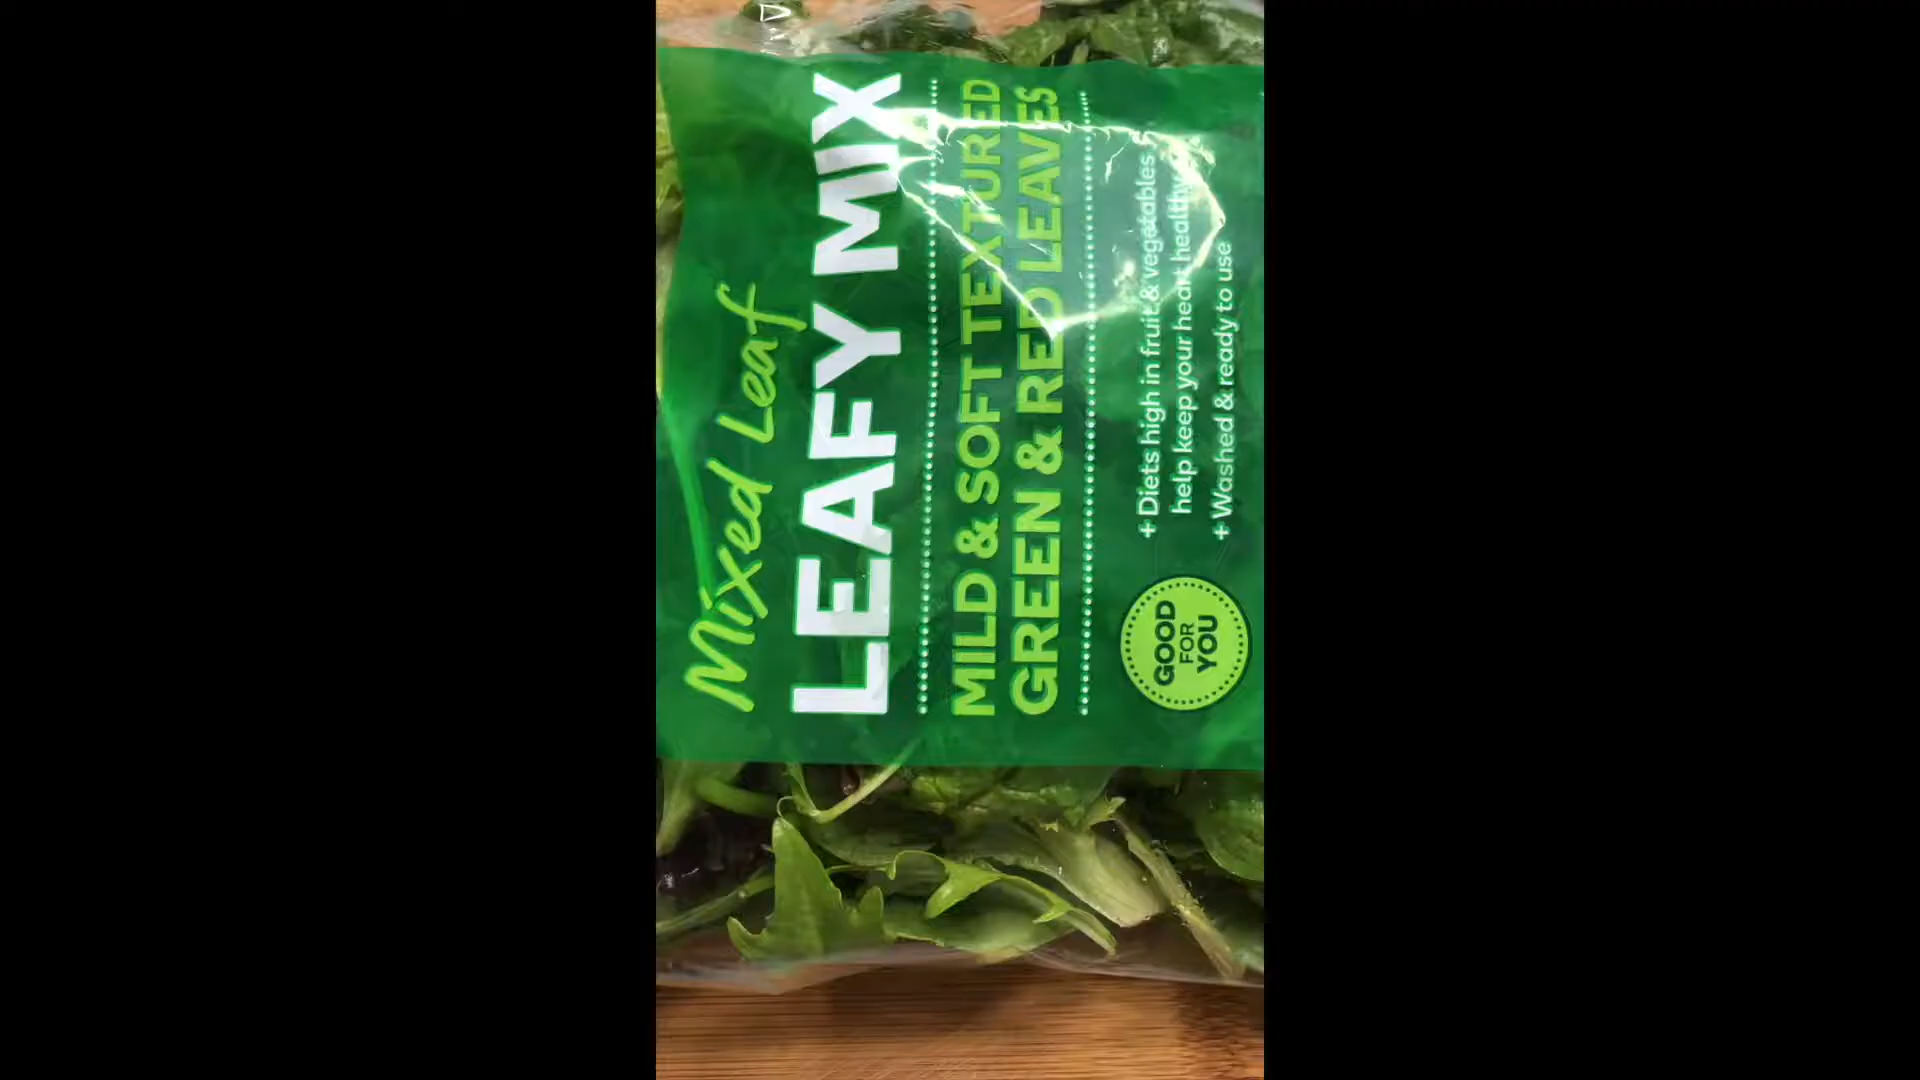 Mixed Leaf
LEAFY MIX
MILD & SOFT TEXTURED
GREEN & RED LEAVES
+ Diets high in fruit & vegetables
help keep your heart healthy
+ Washed & ready to use
GOOD
FOR
YOU